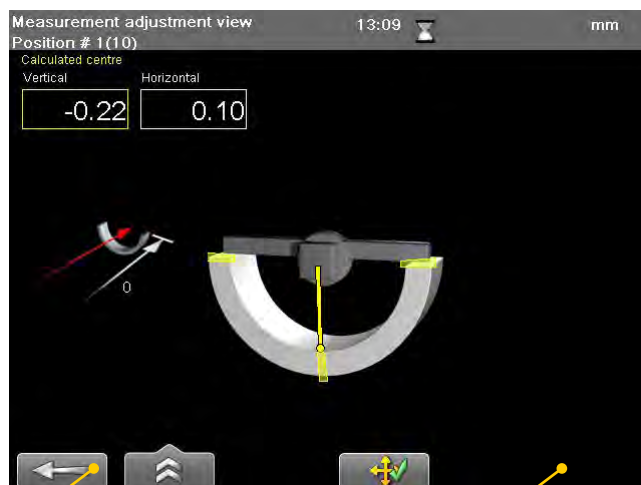 Measurement adjustment view 13:09 mm
Position # 1(10)
Calculated centre
Vertical Horizontal
-0.22 0.10
0